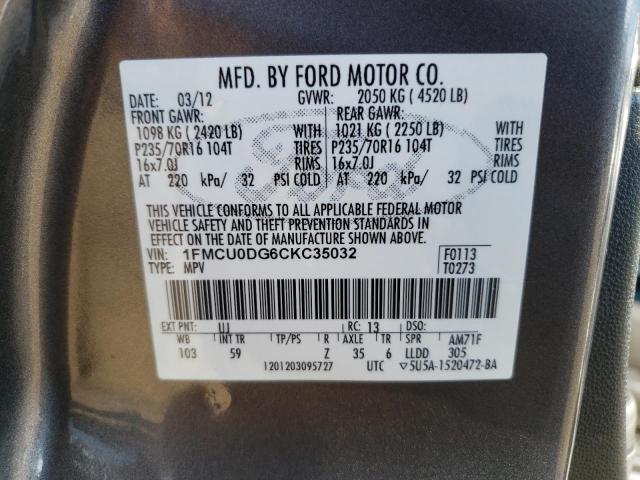 MFD. BY FORD MOTOR CO.
DATE: 03/12 GVWR: 2050 KG ( 4520 LB)
FRONT GAWR: REAR GAWR:
1098 KG ( 2420 LB) WITH 1021 KG ( 2250 LB) WITH
P235/70R16 104T TIRES P235/70R16 104T TIRES
16x7.0J RIMS 16x7.0J RIMS
AT 220 kPa/ 32 PSI COLD AT 220 kPa/ 32 PSI COLD
Ford
THIS VEHICLE CONFORMS TO ALL APPLICABLE FEDERAL MOTOR
VEHICLE SAFETY AND THEFT PREVENTION STANDARDS IN
EFFECT ON THE DATE OF MANUFACTURE SHOWN ABOVE.
VIN: 1FMCU0DG6CKC35032 F0113
TYPE: MPV T0273
EXT PNT: UJ RC: 13 DSO:
WB INT TR TP/PS R AXLE TR SPR AM71F
103 59 Z 35 6 LLDD 305
1201203095727 UTC ▽5U5A-1520472-BA